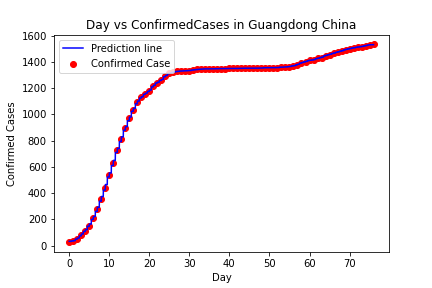 Day vs ConfirmedCases in Guangdong China
Prediction line
Confirmed Case
Confirmed Cases
1600
1400
1200
1000
800
600
400
200
0
0 10 20 30 40 50 60 70
Day